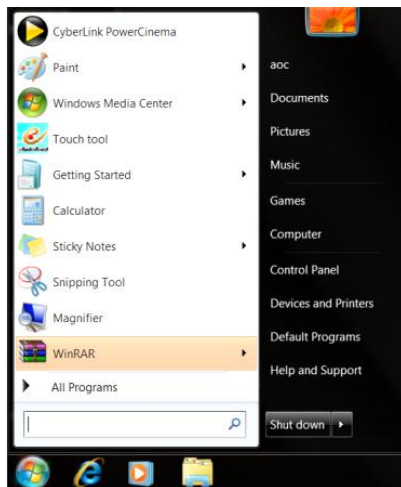 CyberLink PowerCinema
Paint
Windows Media Center
Touch tool
Getting Started
Calculator
Sticky Notes
Snipping Tool
Magnifier
WinRAR
All Programs
aoc
Documents
Pictures
Music
Games
Computer
Control Panel
Devices and Printers
Default Programs
Help and Support
Shut down